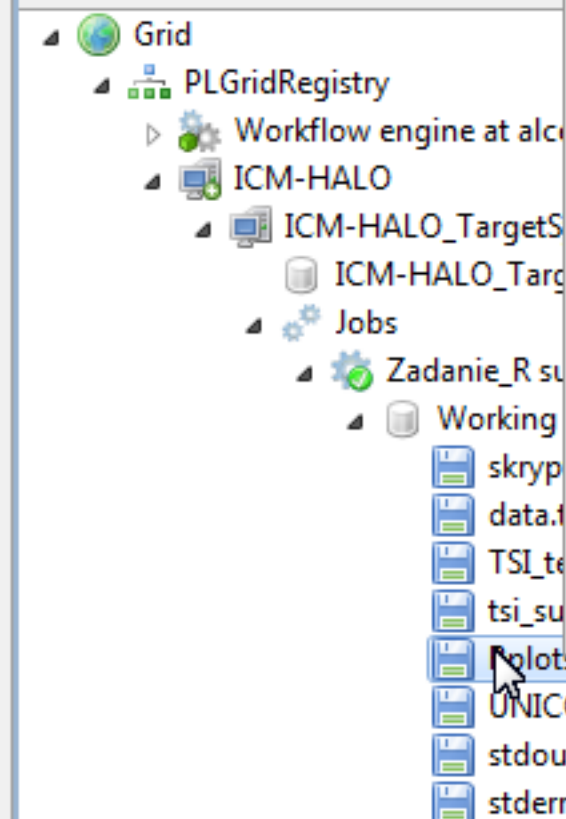 Grid
PLGridRegistry
Workflow engine at alc
ICM-HALO
ICM-HALO_TargetS
ICM-HALO_Targ
Jobs
Zadanie_R su
Working
skryp
data.t
TSI_te
tsi_su
Rplots
UNICO
stdou
stderr